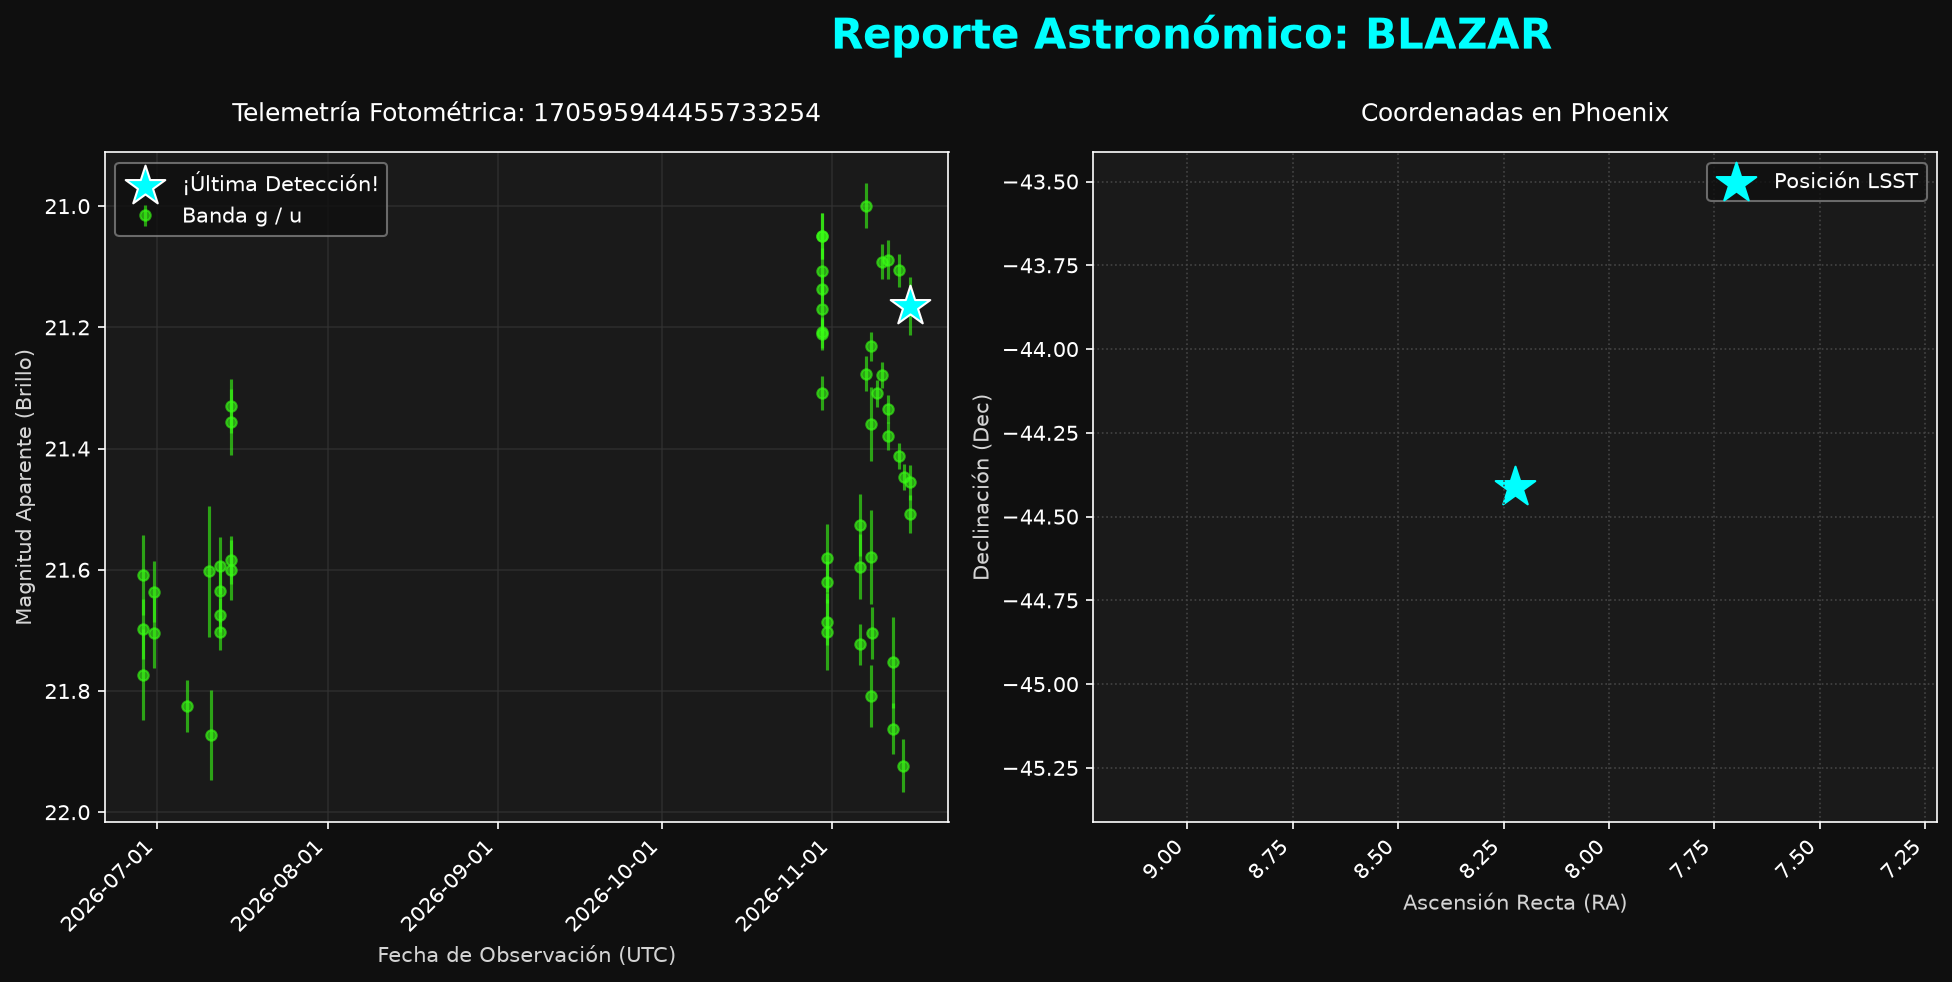 Reporte Astronómico: BLAZAR
Telemetría Fotométrica: 170595944455733254
¡Última Detección!
Banda g / u
Magnitud Aparente (Brillo)
21.0
21.2
21.4
21.6
21.8
22.0
2026-07-01
2026-08-01
2026-09-01
2026-10-01
2026-11-01
Fecha de Observación (UTC)
Coordenadas en Phoenix
Posición LSST
Declinación (Dec)
−43.50
−43.75
−44.00
−44.25
−44.50
−44.75
−45.00
−45.25
9.00
8.75
8.50
8.25
8.00
7.75
7.50
7.25
Ascensión Recta (RA)